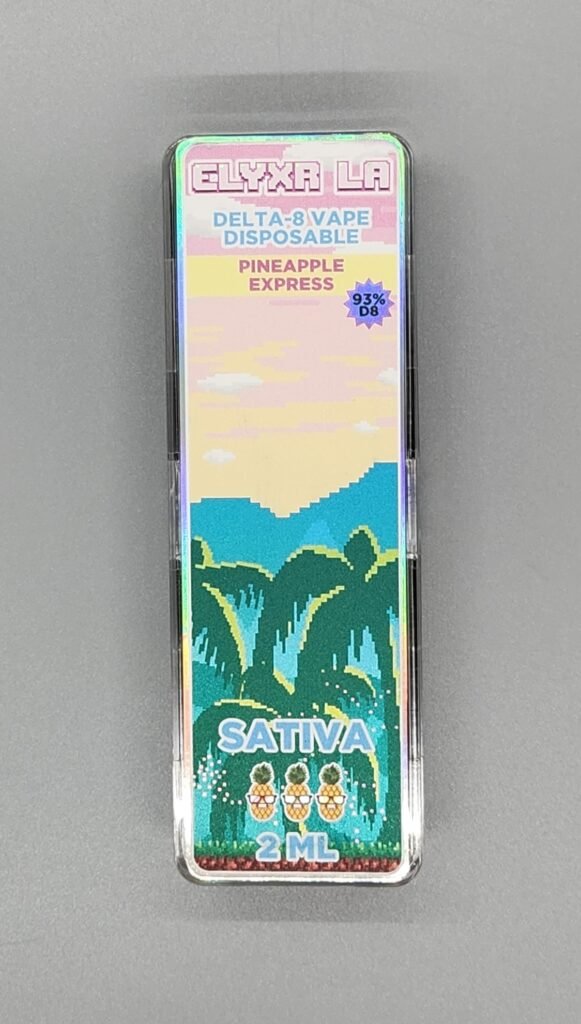 ELYXR LA
DELTA-8 VAPE
DISPOSABLE
PINEAPPLE
EXPRESS
93%
D8
SATIVA
2 ML